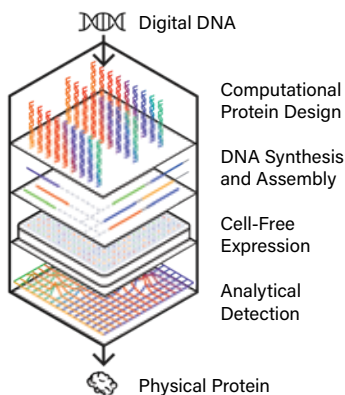 Digital DNA
Computational
Protein Design
DNA Synthesis
and Assembly
Cell-Free
Expression
Analytical
Detection
Physical Protein